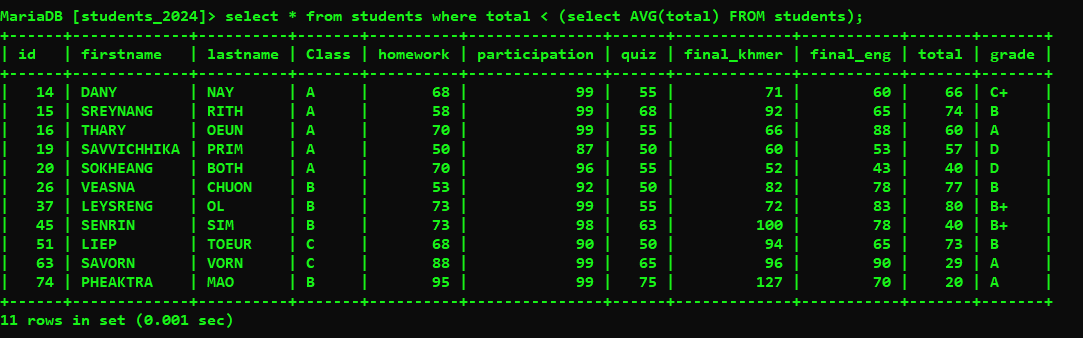 MariaDB [students_2024]> select * from students where total < (select AVG(total) FROM students);
+------+-------------+----------+-------+----------+---------------+------+-------------+-----------+-------+-------+
| id   | firstname   | lastname | Class | homework | participation | quiz | final_khmer | final_eng | total | grade |
+------+-------------+----------+-------+----------+---------------+------+-------------+-----------+-------+-------+
|   14 | DANY        | NAY      | A     |       68 |            99 |   55 |          71 |        60 |    66 | C+    |
|   15 | SREYNANG    | RITH     | A     |       58 |            99 |   68 |          92 |        65 |    74 | B     |
|   16 | THARY       | OEUN     | A     |       70 |            99 |   55 |          66 |        88 |    60 | A     |
|   19 | SAVVICHHIKA | PRIM     | A     |       50 |            87 |   50 |          60 |        53 |    57 | D     |
|   20 | SOKHEANG    | BOTH     | A     |       70 |            96 |   55 |          52 |        43 |    40 | D     |
|   26 | VEASNA      | CHUON    | B     |       53 |            92 |   50 |          82 |        78 |    77 | B     |
|   37 | LEYSRENG    | OL       | B     |       73 |            99 |   55 |          72 |        83 |    80 | B+    |
|   45 | SENRIN      | SIM      | B     |       73 |            98 |   63 |         100 |        78 |    40 | B+    |
|   51 | LIEP        | TOEUR    | C     |       68 |            90 |   50 |          94 |        65 |    73 | B     |
|   63 | SAVORN      | VORN     | C     |       88 |            99 |   65 |          96 |        90 |    29 | A     |
|   74 | PHEAKTRA    | MAO      | B     |       95 |            99 |   75 |         127 |        70 |    20 | A     |
+------+-------------+----------+-------+----------+---------------+------+-------------+-----------+-------+-------+
11 rows in set (0.001 sec)